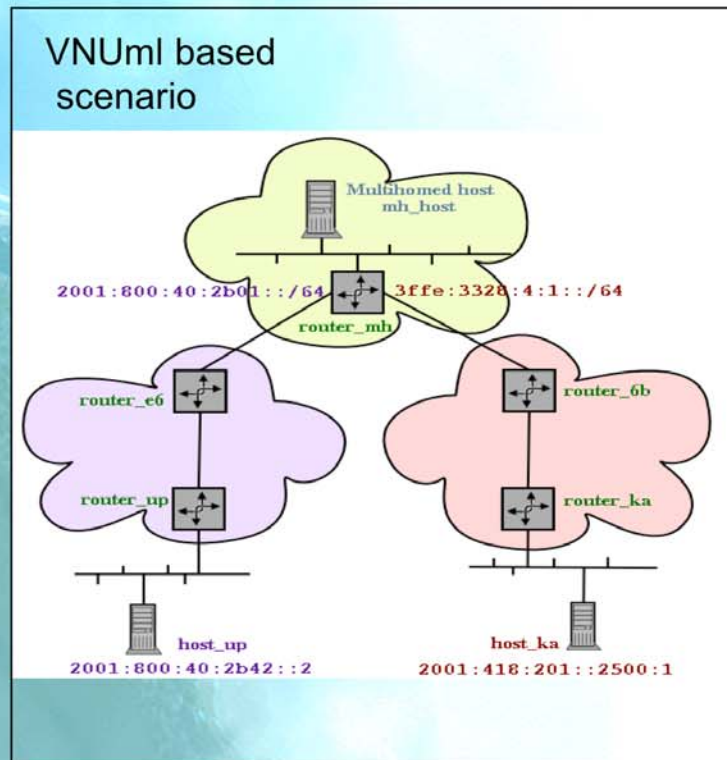 VNUml based
scenario
Multihomed host
mh_host
2001:800:40:2b01::/64
3ffe:3328:4:1::/64
router_mh
router_e6
router_6b
router_up
router_ka
host_up
2001:800:40:2b42::2
host_ka
2001:418:201::2500:1